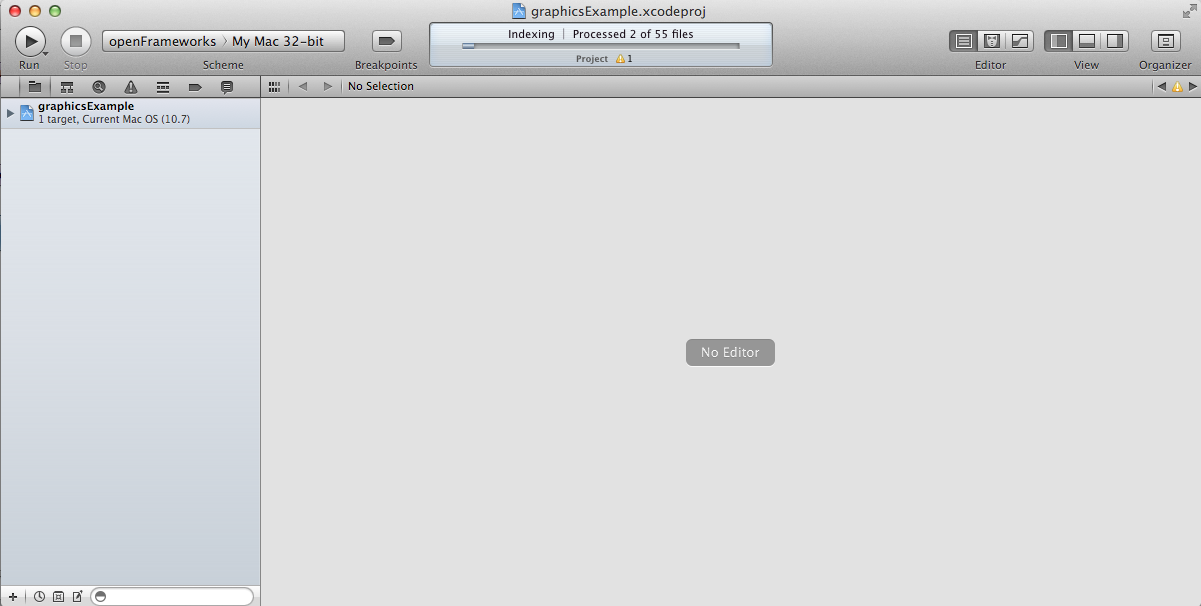 graphicsExample.xcodeproj
openFrameworks 〉 My Mac 32-bit
Indexing | Processed 2 of 55 files
Project 1
Run
Stop
Scheme
Breakpoints
Editor
View
Organizer
No Selection
graphicsExample
1 target, Current Mac OS (10.7)
No Editor